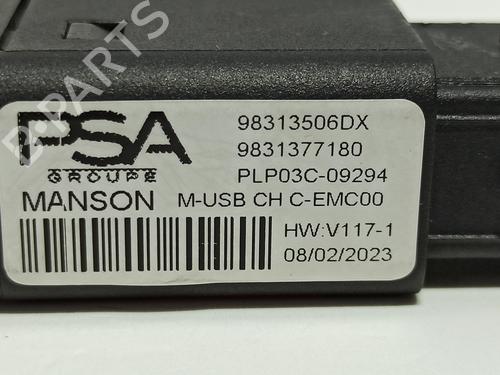 PSA
GROUPE
98313506DX
9831377180
PLP03C-09294
MANSON M-USB CH C-EMC00
HW:V117-1
08/02/2023
B-PARTS